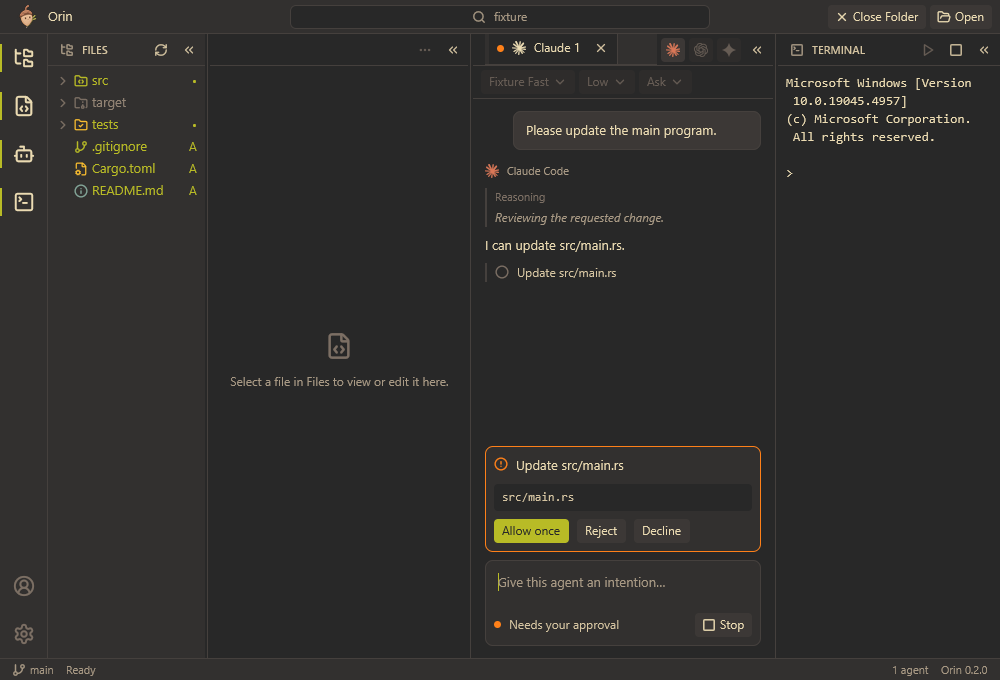 Orin
fixture
Close Folder
Open
FILES
src
target
tests
.gitignore A
Cargo.toml A
README.md A
Select a file in Files to view or edit it here.
Claude 1
Fixture Fast
Low
Ask
Please update the main program.
Claude Code
Reasoning
Reviewing the requested change.
I can update src/main.rs.
Update src/main.rs
Update src/main.rs
src/main.rs
Allow once
Reject
Decline
Give this agent an intention...
Needs your approval
Stop
TERMINAL
Microsoft Windows [Version
10.0.19045.4957]
(c) Microsoft Corporation.
All rights reserved.
>
main
Ready
1 agent
Orin 0.2.0